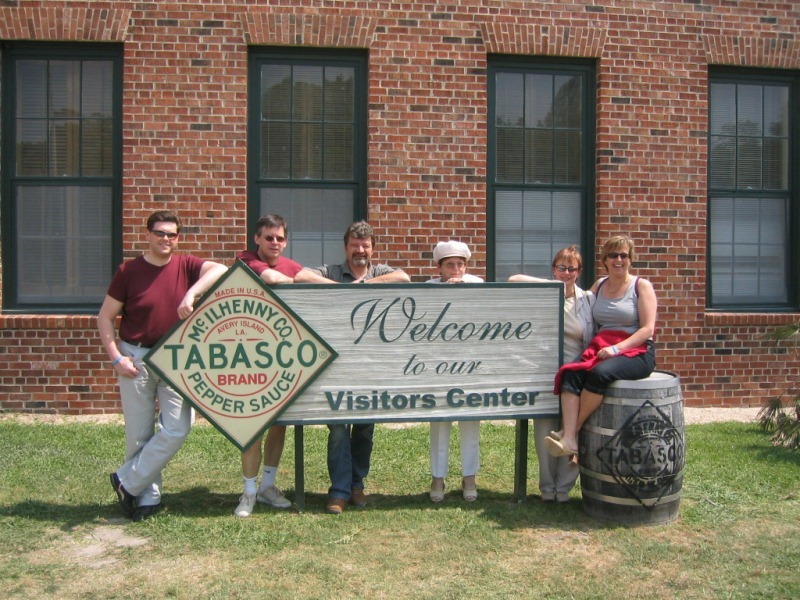 MADE IN U.S.A.
McILHENNY CO.
AVERY ISLAND
LA.
TABASCO®
BRAND
PEPPER SAUCE
Welcome
to our
Visitors Center
TABASCO